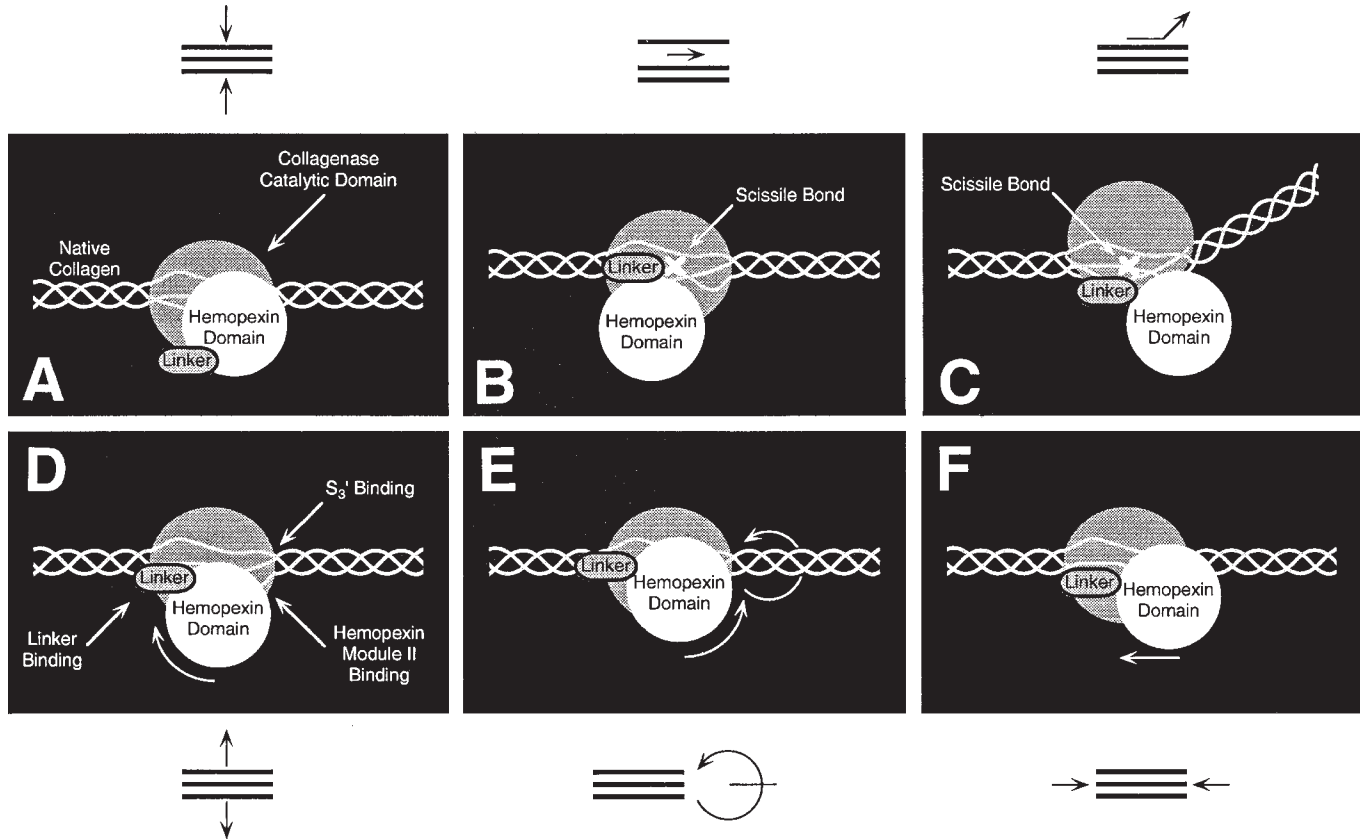 Collagenase
Catalytic Domain
Native
Collagen
Hemopexin
Domain
Linker
A
Scissile Bond
Linker
Hemopexin
Domain
B
Scissile Bond
Linker
Hemopexin
Domain
C
D
S3' Binding
Linker
Hemopexin
Domain
Linker
Binding
Hemopexin
Module II
Binding
E
Linker
Hemopexin
Domain
F
Linker
Hemopexin
Domain